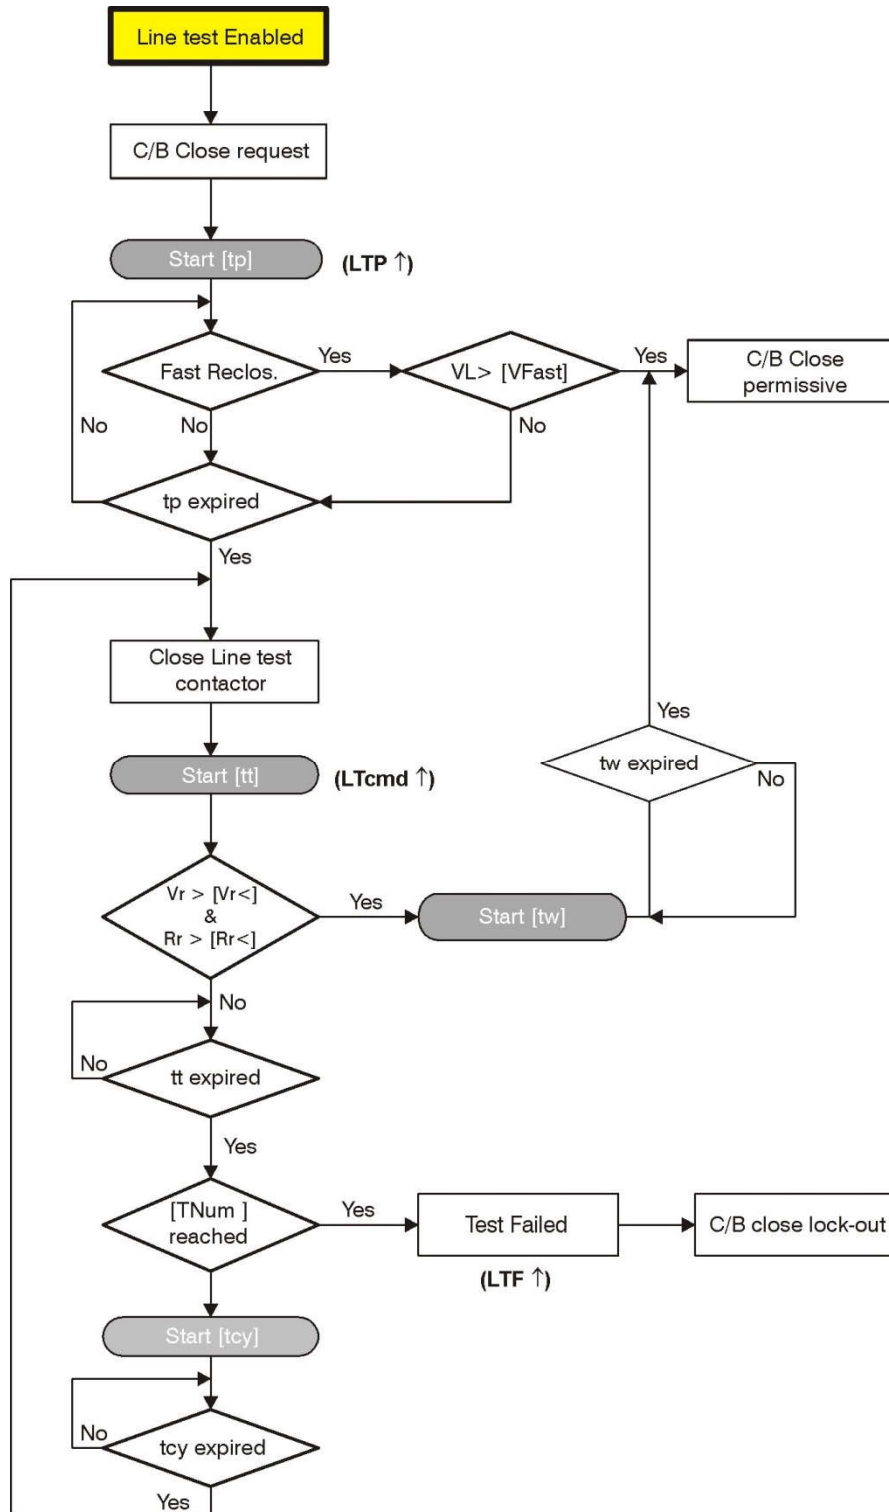 Line test Enabled
C/B Close request
Start [tp]
(LTP ↑)
Fast Reclos.
Yes
VL> [VFast]
Yes
C/B Close
permissive
No
No
No
tp expired
Yes
Close Line test
contactor
Yes
Start [tt]
(LTcmd ↑)
tw expired
No
Vr > [Vr<]
&
Rr > [Rr<]
Yes
Start [tw]
No
No
tt expired
Yes
[TNum ]
reached
Yes
Test Failed
C/B close lock-out
(LTF ↑)
Start [tcy]
No
tcy expired
Yes